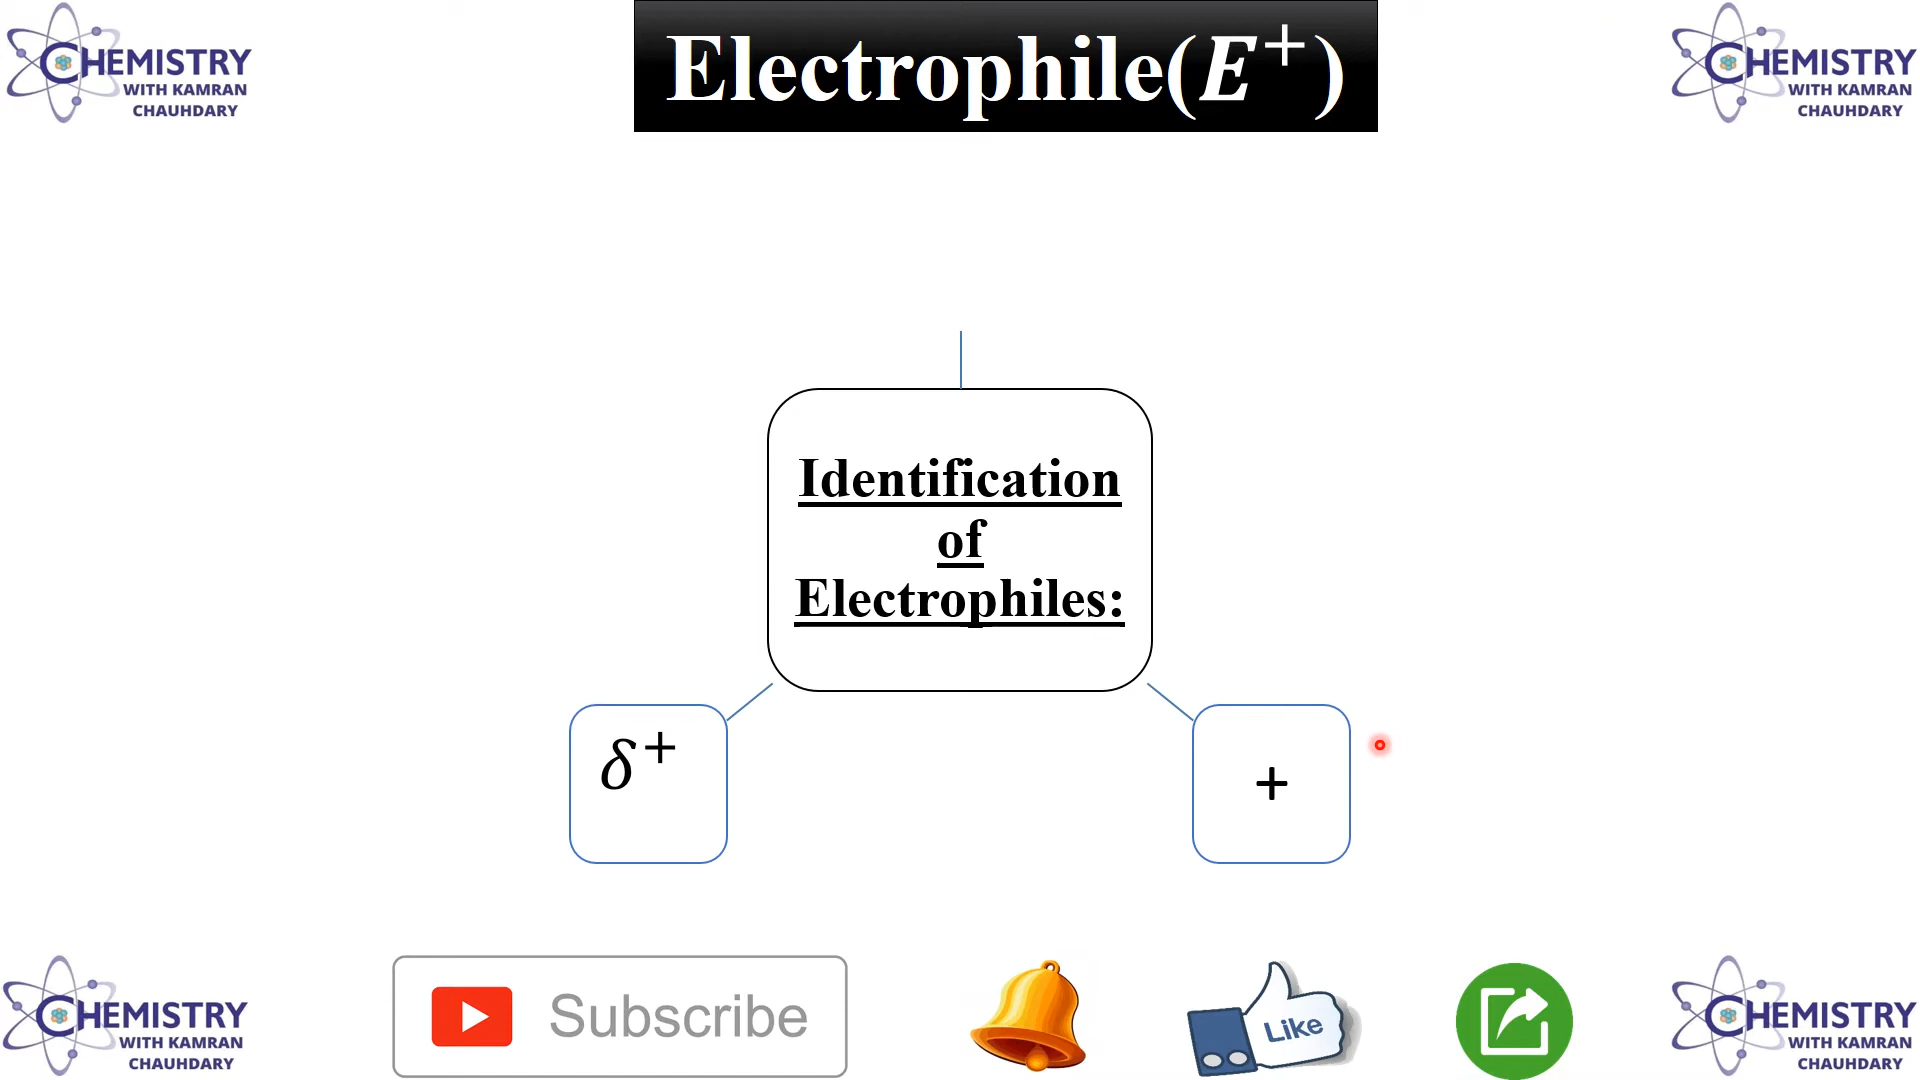 CHEMISTRY
WITH KAMRAN
CHAUHDARY
Electrophile(E⁺)
CHEMISTRY
WITH KAMRAN
CHAUHDARY
Identification
of
Electrophiles:
δ⁺
+
CHEMISTRY
WITH KAMRAN
CHAUHDARY
Subscribe
Like
CHEMISTRY
WITH KAMRAN
CHAUHDARY